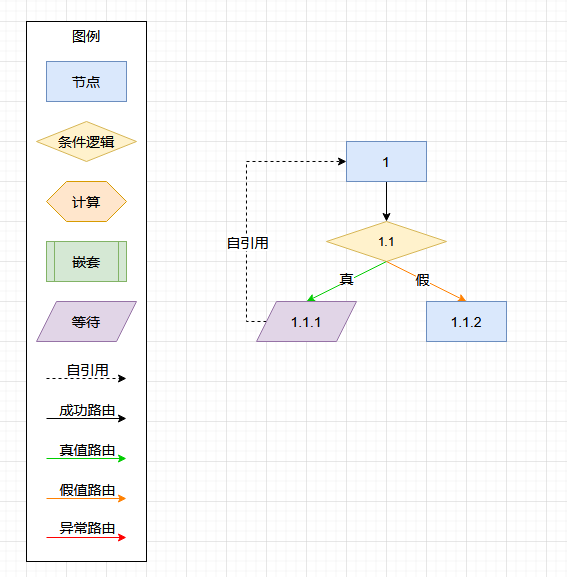 图例
节点
条件逻辑
计算
嵌套
等待
自引用
成功路由
真值路由
假值路由
异常路由
1
自引用
1.1
真
假
1.1.1
1.1.2